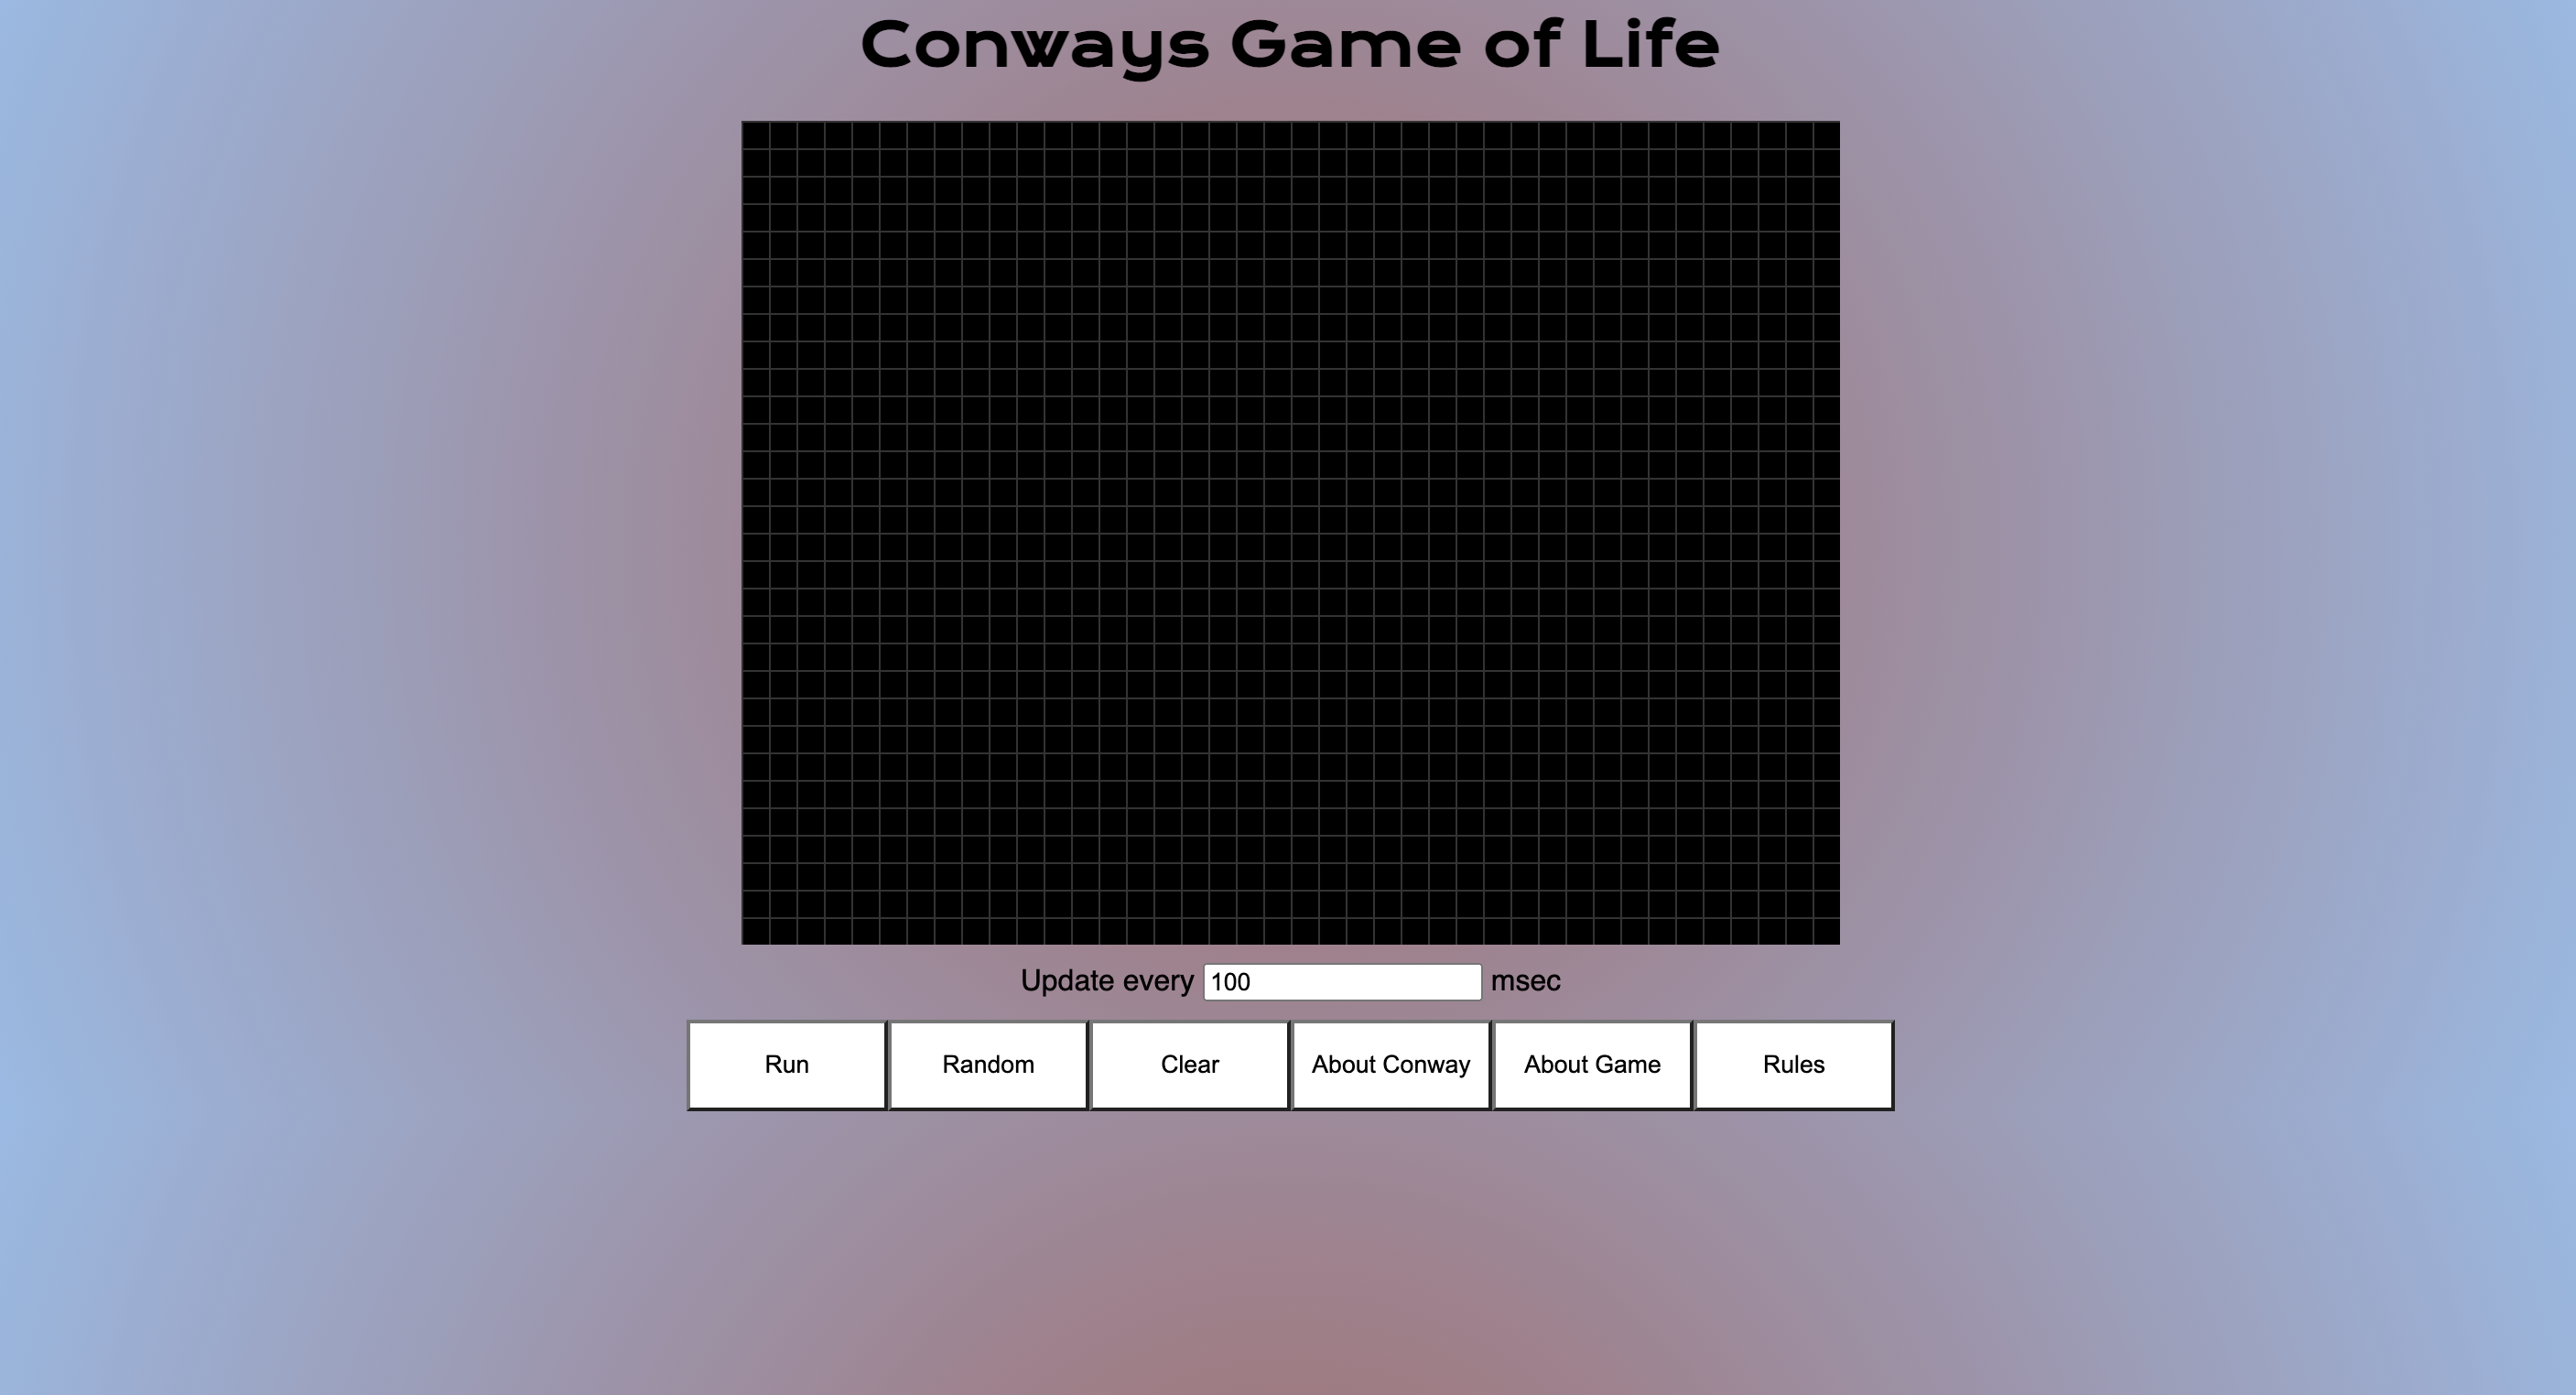 Conways Game of Life
Update every 100 msec
Run Random Clear About Conway About Game Rules